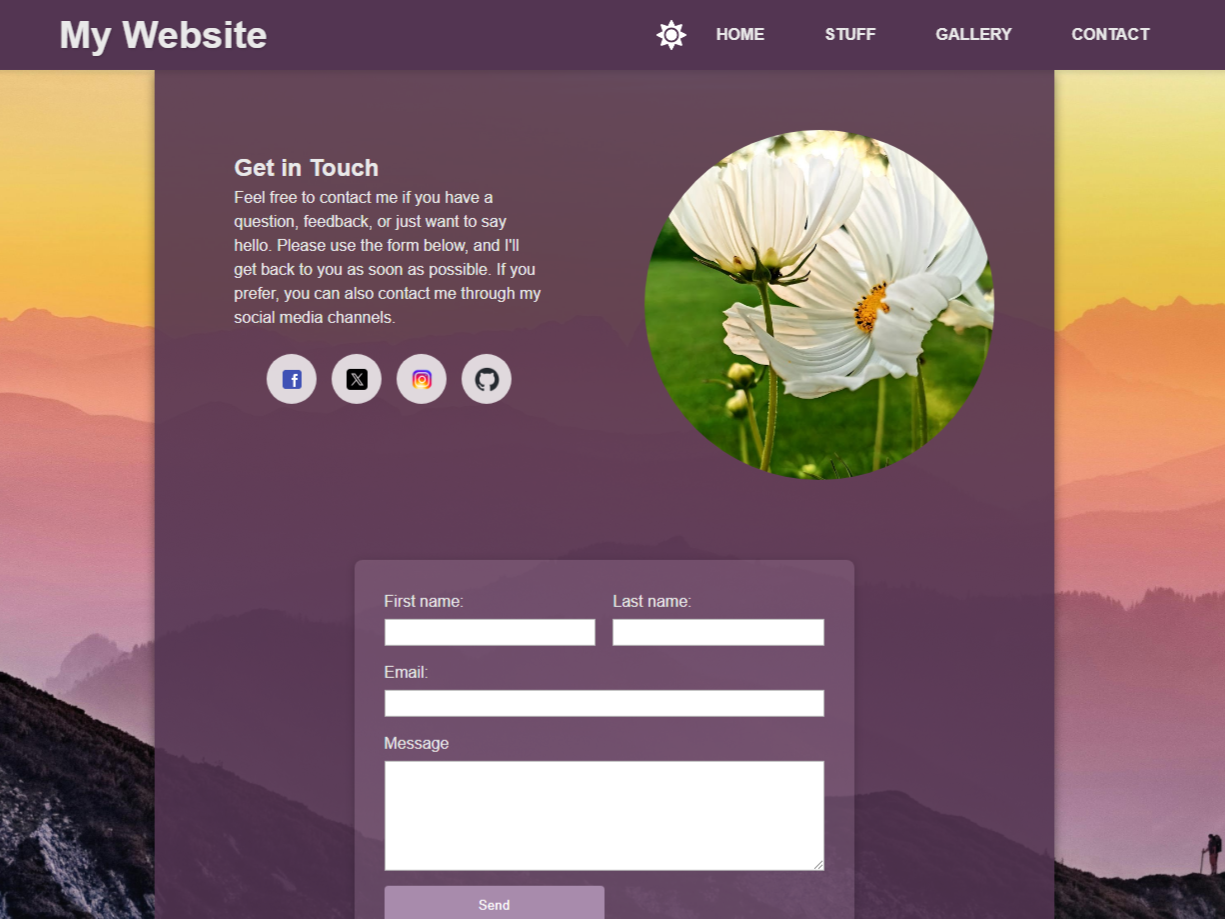 My Website
HOME
STUFF
GALLERY
CONTACT
Get in Touch
Feel free to contact me if you have a
question, feedback, or just want to say
hello. Please use the form below, and I'll
get back to you as soon as possible. If you
prefer, you can also contact me through my
social media channels.
First name:
Last name:
Email:
Message
Send